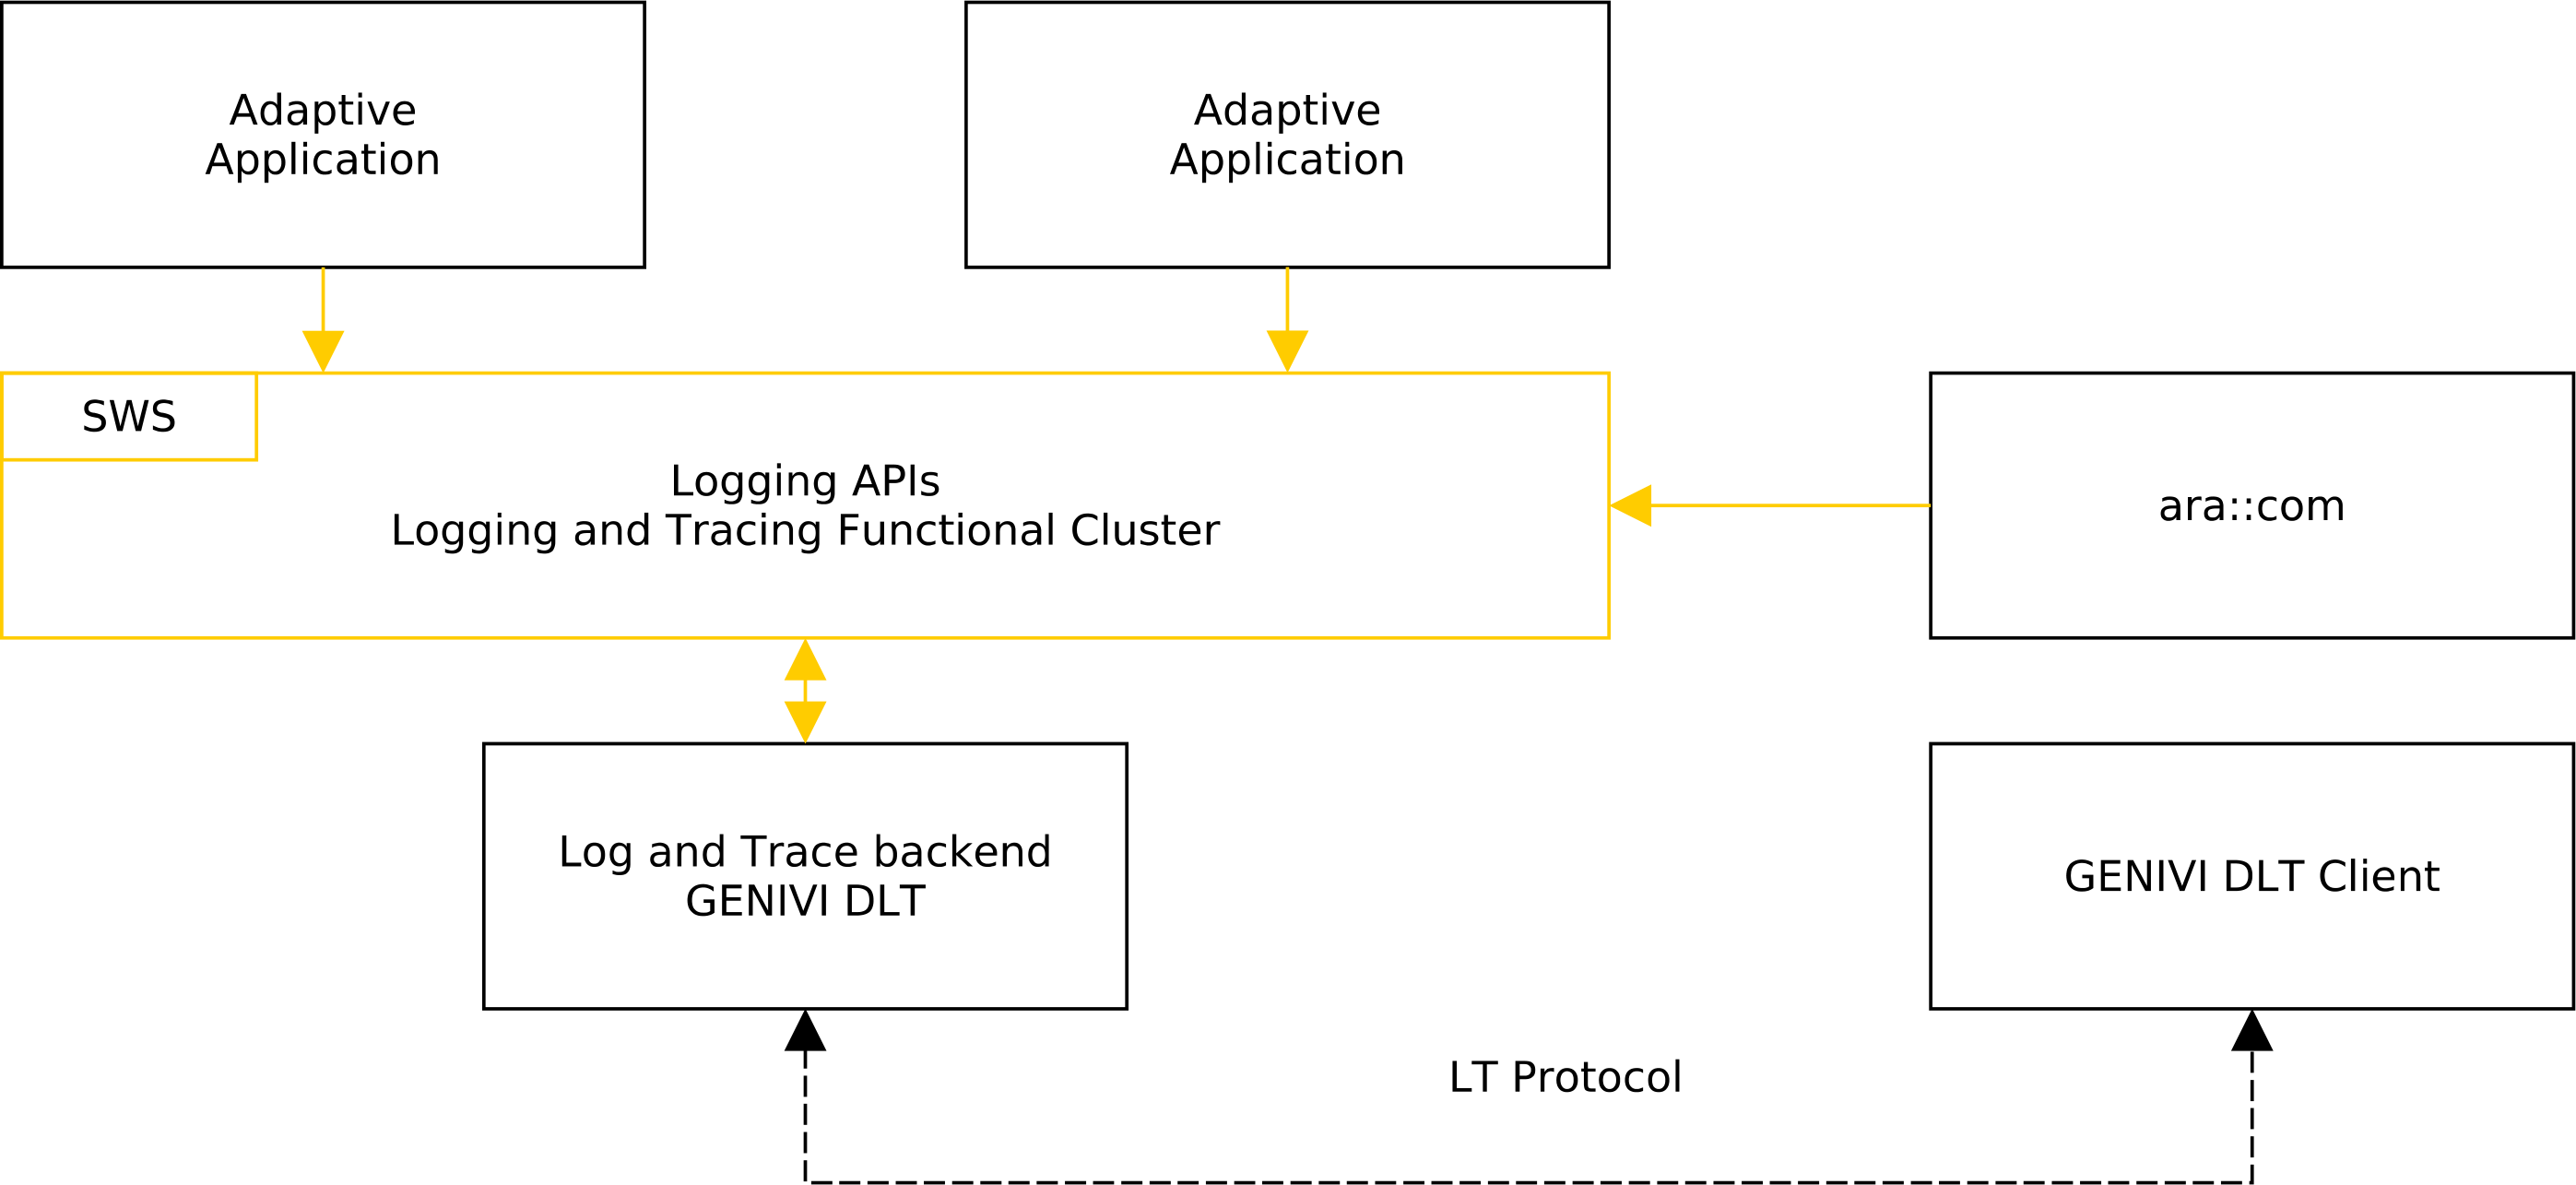 Adaptive
Application
Adaptive
Application
SWS
Logging APIs
Logging and Tracing Functional Cluster
ara::com
Log and Trace backend
GENIVI DLT
GENIVI DLT Client
LT Protocol